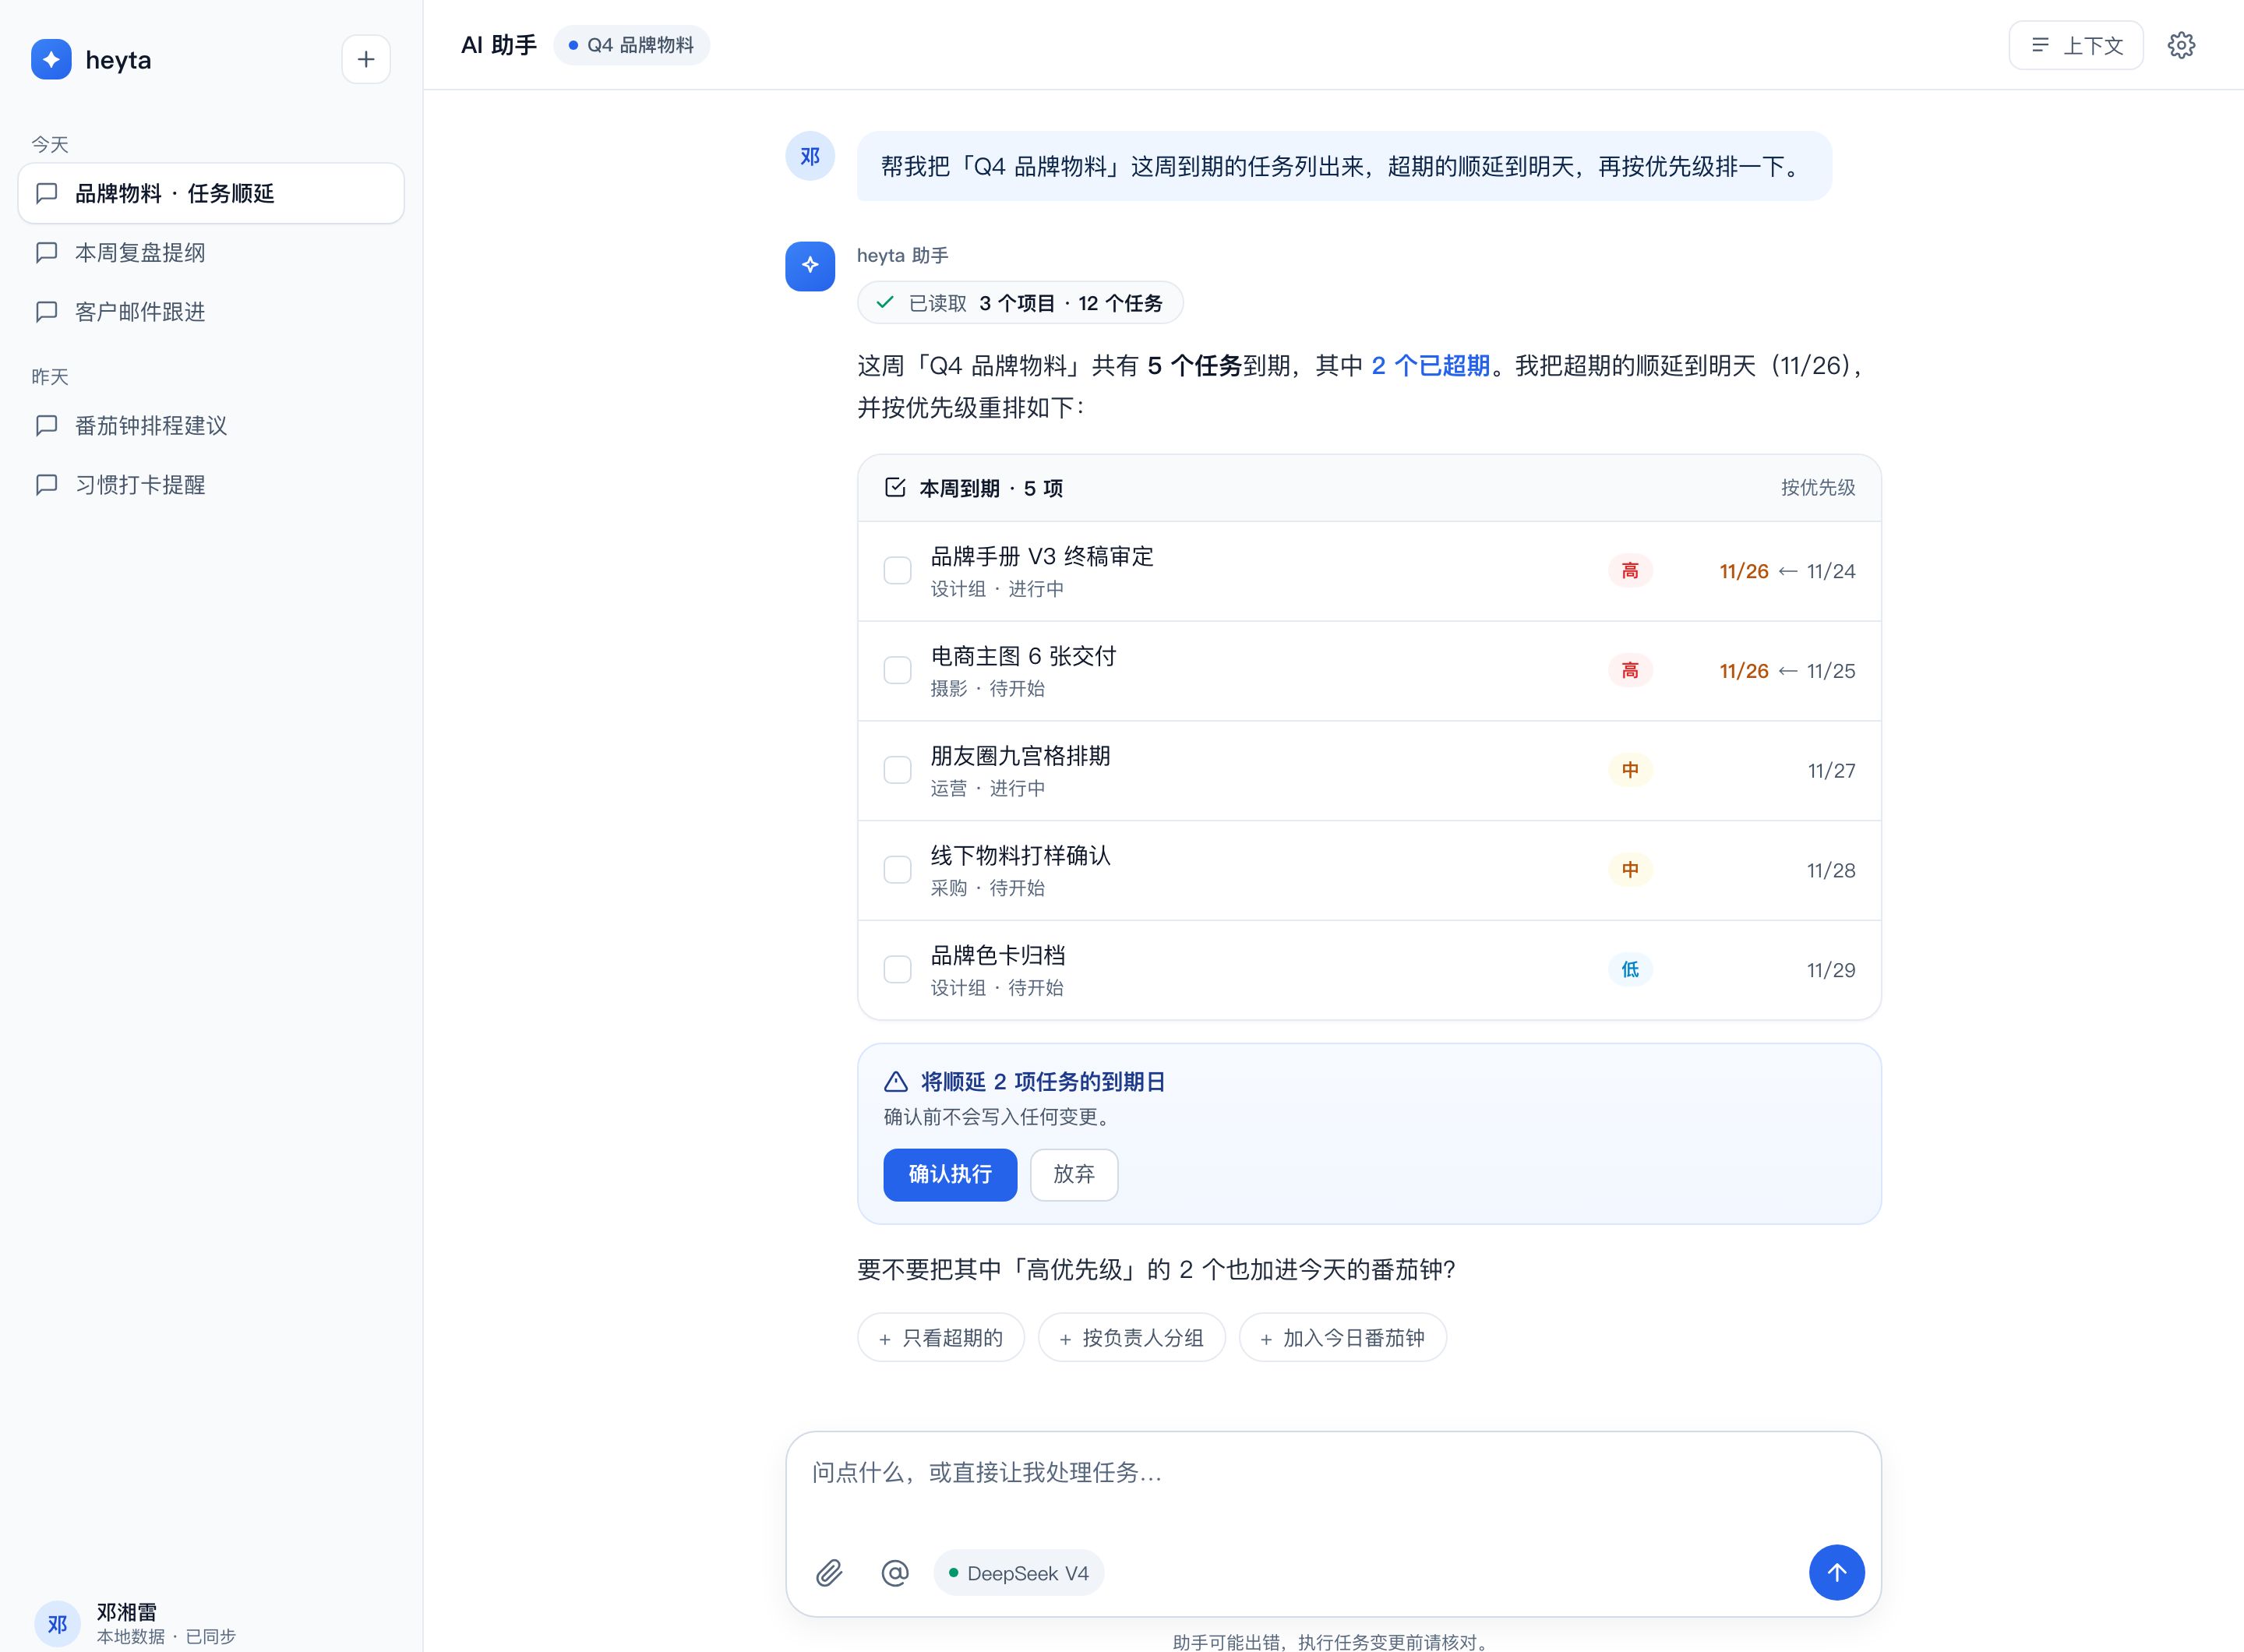 heyta
今天
品牌物料 · 任务顺延
本周复盘提纲
客户邮件跟进
昨天
番茄钟排程建议
习惯打卡提醒
邓
邓湘雷
本地数据 · 已同步
AI 助手
Q4 品牌物料
上下文
邓
帮我把「Q4 品牌物料」这周到期的任务列出来，超期的顺延到明天，再按优先级排一下。
heyta 助手
已读取 3 个项目 · 12 个任务
这周「Q4 品牌物料」共有 5 个任务到期，其中 2 个已超期。我把超期的顺延到明天（11/26），
并按优先级重排如下：
本周到期 · 5 项
按优先级
品牌手册 V3 终稿审定
设计组 · 进行中
高
11/26 ← 11/24
电商主图 6 张交付
摄影 · 待开始
高
11/26 ← 11/25
朋友圈九宫格排期
运营 · 进行中
中
11/27
线下物料打样确认
采购 · 待开始
中
11/28
品牌色卡归档
设计组 · 待开始
低
11/29
将顺延 2 项任务的到期日
确认前不会写入任何变更。
确认执行
放弃
要不要把其中「高优先级」的 2 个也加进今天的番茄钟？
+ 只看超期的
+ 按负责人分组
+ 加入今日番茄钟
问点什么，或直接让我处理任务…
DeepSeek V4
助手可能出错，执行任务变更前请核对。